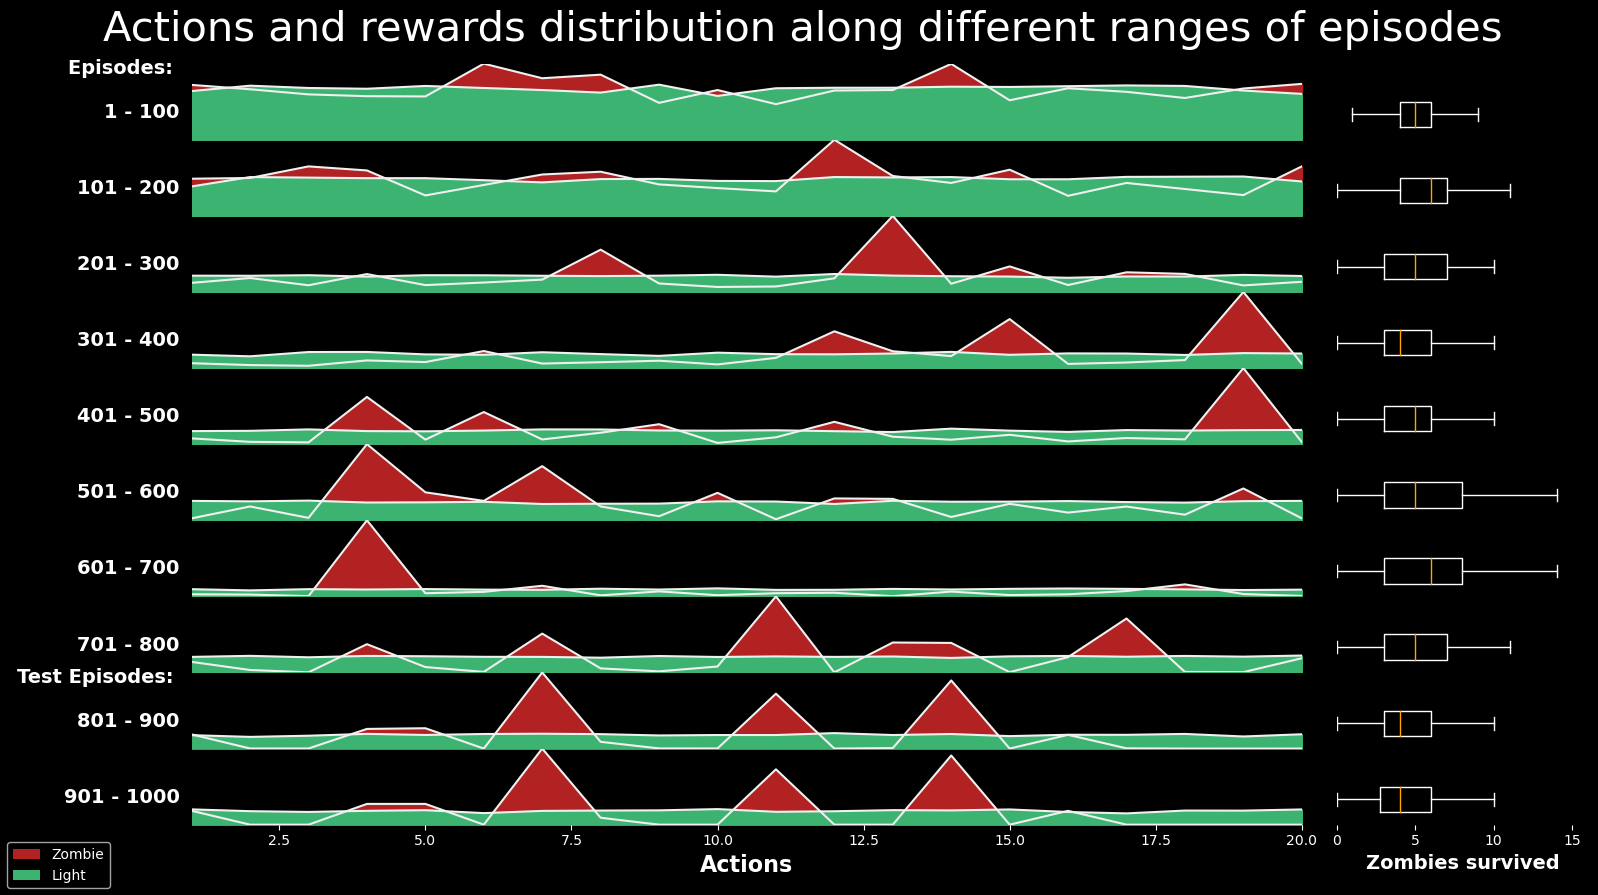 Actions and rewards distribution along different ranges of episodes
Episodes:
1 - 100
101 - 200
201 - 300
301 - 400
401 - 500
501 - 600
601 - 700
701 - 800
Test Episodes:
801 - 900
901 - 1000
2.5 5.0 7.5 10.0 12.5 15.0 17.5 20.0
0 5 10 15
Actions
Zombies survived
Zombie
Light